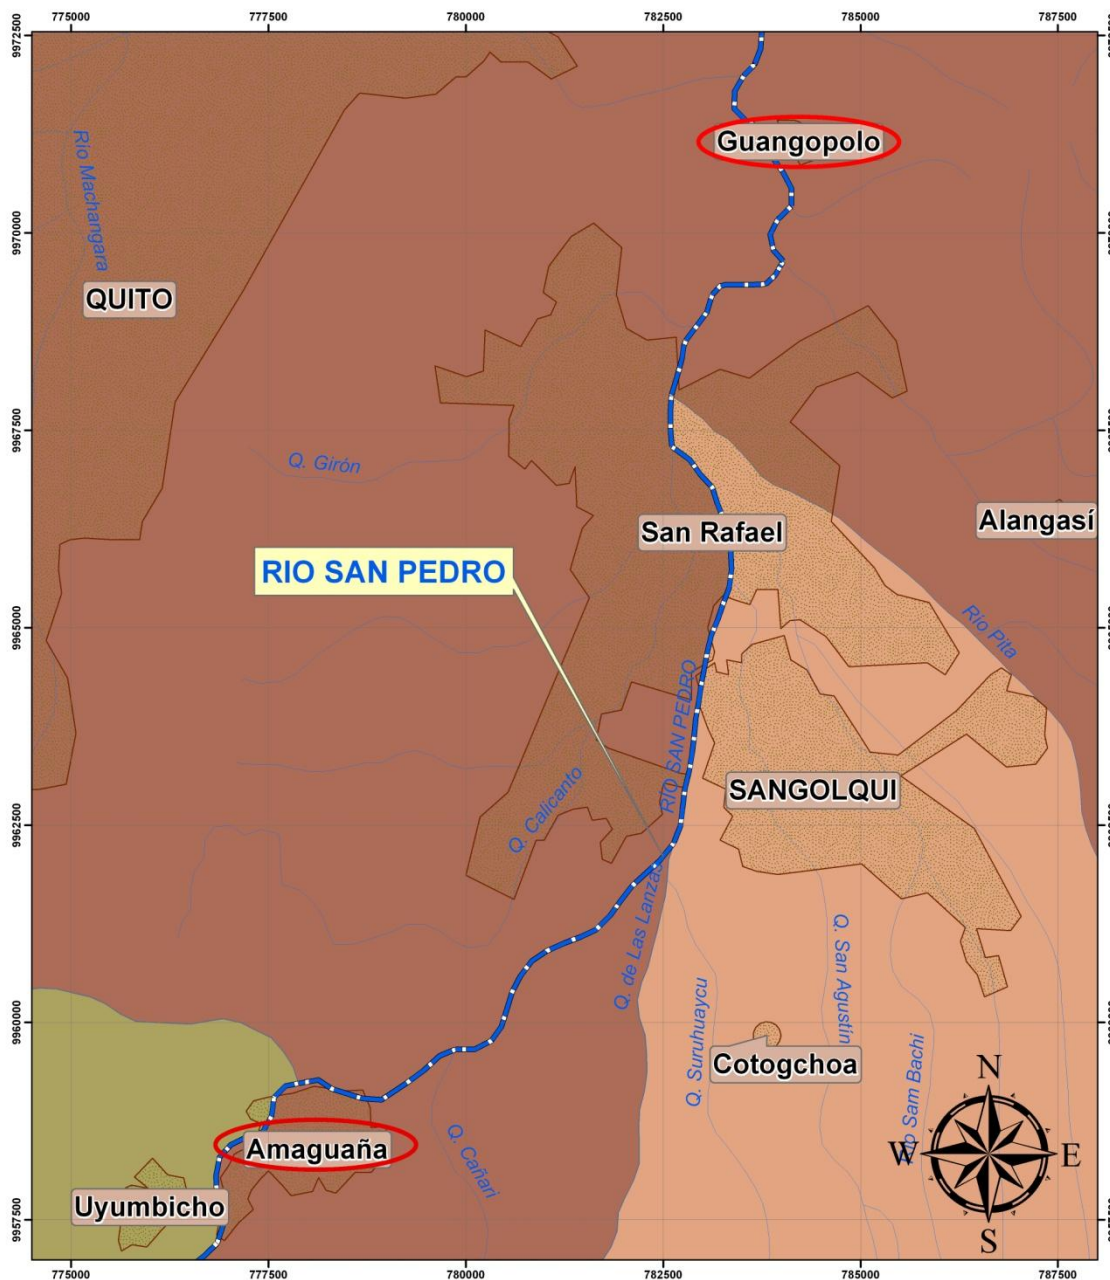 775000 777500 780000 782500 785000 787500
9972500
Guangopolo
Rio Machangara
9970000
QUITO
9967500
Q. Girón
Alangasí
San Rafael
RIO SAN PEDRO
9965000
Rio Pita
RIO SAN PEDRO
SANGOLQUI
Q. Calicanto
9962500
Q. de Las Lanzas
Q. San Agustín
Q. Suruhuaycu
9960000
Cotogchoa
Rio Sam Bachi
N
W E
S
Amaguaña
Q. Cañari
Uyumbicho
9957500
775000 777500 780000 782500 785000 787500